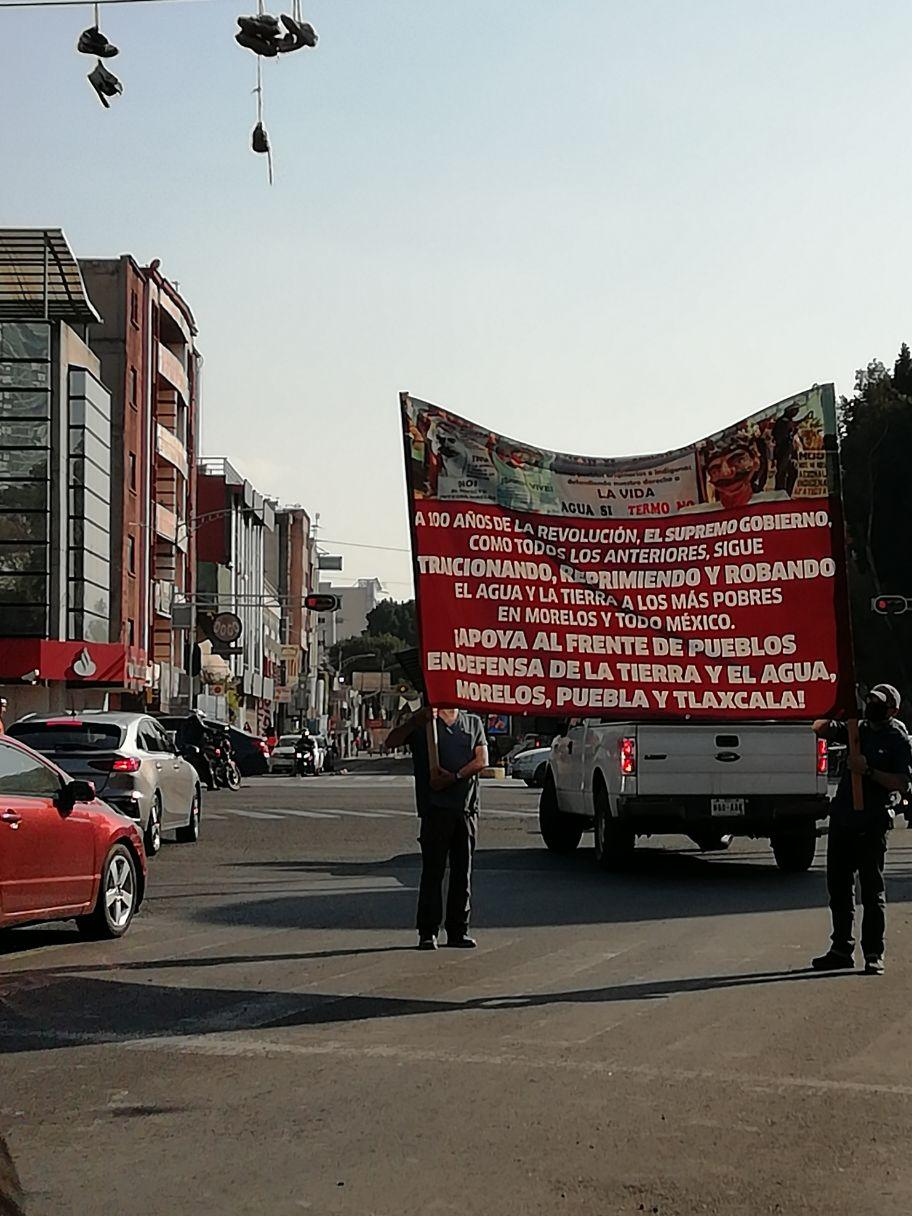 LA VIDA
AGUA SI TERMO NO
A 100 AÑOS DE LA REVOLUCIÓN, EL SUPREMO GOBIERNO,
COMO TODOS LOS ANTERIORES, SIGUE
TRAICIONANDO, REPRIMIENDO Y ROBANDO
EL AGUA Y LA TIERRA A LOS MÁS POBRES
EN MORELOS Y TODO MÉXICO.
¡APOYA AL FRENTE DE PUEBLOS
EN DEFENSA DE LA TIERRA Y EL AGUA,
MORELOS, PUEBLA Y TLAXCALA!